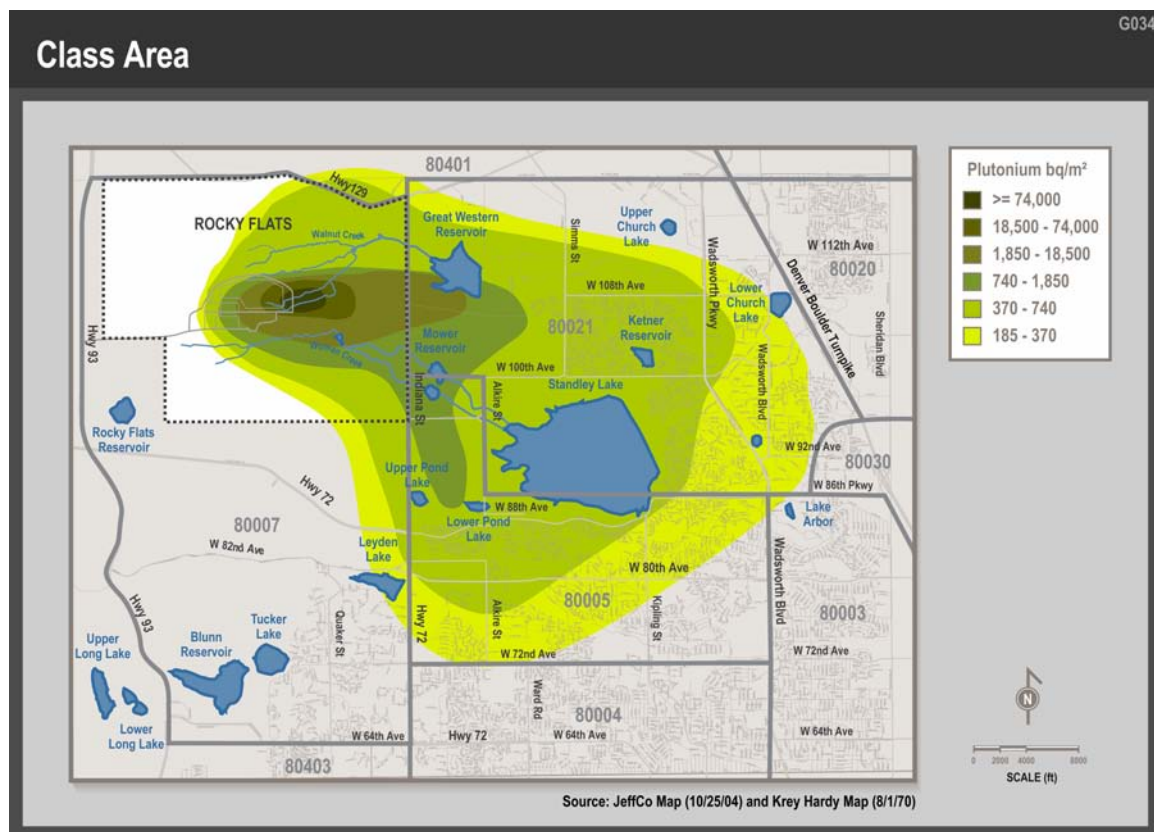 G034
Class Area
80401
Hwy129
ROCKY FLATS
Walnut Creek
Great Western
Reservoir
Simms St
Upper
Church
Lake
Wadsworth Pkwy
W 112th Ave
80020
Denver Boulder Turnpike
W 108th Ave
Lower
Church
Lake
Hwy 93
80021
Ketner
Reservoir
Sheridan Blvd
Mower
Reservoir
Woman Creek
W 100th Ave
Wadsworth Blvd
Indiana St
Alkire St
Standley Lake
Rocky Flats
Reservoir
W 92nd Ave
80030
Hwy 72
Upper Pond
Lake
W 86th Pkwy
W 88th Ave
Lower Pond
Lake
Lake
Arbor
80007
W 82nd Ave
Leyden
Lake
W 80th Ave
Wadsworth Blvd
80005
80003
Hwy 93
Quaker St
Hwy 72
Alkire St
Kipling St
Upper
Long Lake
Blunn
Reservoir
Tucker
Lake
W 72nd Ave
W 72nd Ave
Lower
Long Lake
Ward Rd
80004
W 64th Ave
Hwy 72
W 64th Ave
W 64th Ave
80403
Plutonium bq/m²
>= 74,000
18,500 - 74,000
1,850 - 18,500
740 - 1,850
370 - 740
185 - 370
N
0 2000 4000 8000
SCALE (ft)
Source: JeffCo Map (10/25/04) and Krey Hardy Map (8/1/70)